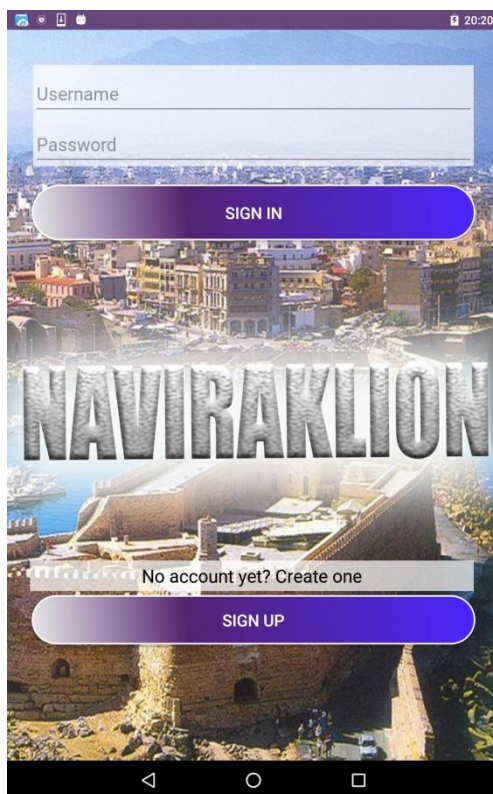 20:20
Username
Password
SIGN IN
NAVIRAKLION
No account yet? Create one
SIGN UP